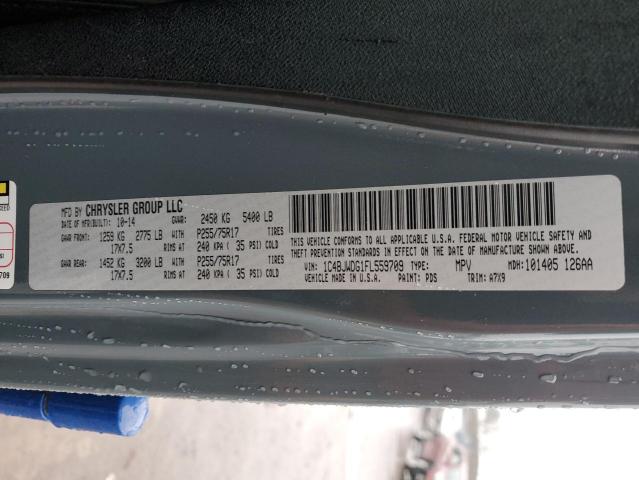 MFD BY CHRYSLER GROUP LLC
DATE OF MFR(BUILT): 10-14 GVWR: 2450 KG 5400 LB
GAWR FRONT: 1259 KG 2775 LB WITH P255/75R17 TIRES
17X7.5 RIMS AT 240 KPA ( 35 PSI) COLD
GAWR REAR: 1452 KG 3200 LB WITH P255/75R17 TIRES
17X7.5 RIMS AT 240 KPA ( 35 PSI) COLD
THIS VEHICLE CONFORMS TO ALL APPLICABLE U.S.A. FEDERAL MOTOR VEHICLE SAFETY AND
THEFT PREVENTION STANDARDS IN EFFECT ON THE DATE OF MANUFACTURE SHOWN ABOVE.
VIN: 1C4BJWDG1FL559709 TYPE: MPV MDH: 101405 126AA
VEHICLE MADE IN U.S.A. PAINT: PDS TRIM: A7X9
709